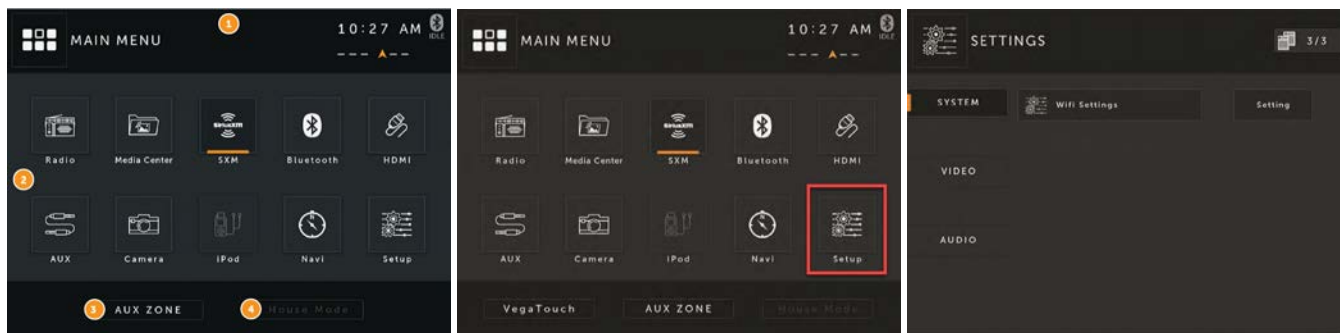 1
MAIN MENU
10:27 AM
IDLE
Radio
Media Center
SiriusXM
SXM
Bluetooth
HDMI
2
AUX
Camera
iPod
N
Navi
Setup
3
AUX ZONE
4
House Mode
MAIN MENU
10:27 AM
IDLE
Radio
Media Center
SiriusXM
SXM
Bluetooth
HDMI
AUX
Camera
iPod
N
Navi
Setup
VegaTouch
AUX ZONE
House Mode
SETTINGS
3/3
SYSTEM
Wifi Settings
Setting
VIDEO
AUDIO